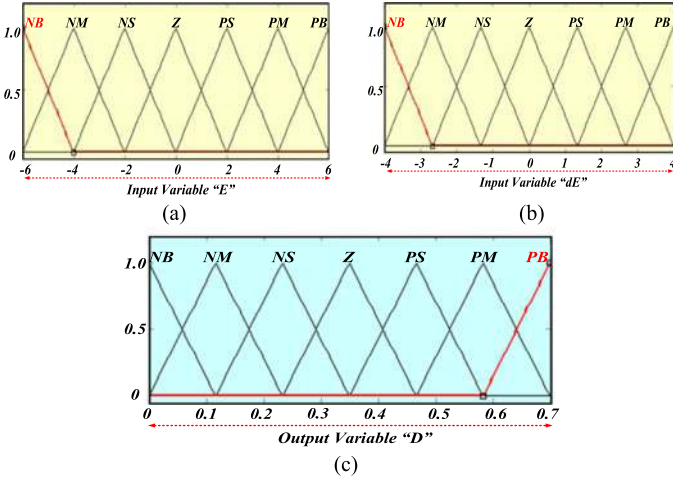 NB NM NS Z PS PM PB
1.0
0.5
0
-6 -4 -2 0 2 4 6
Input Variable “E”
(a)
NB NM NS Z PS PM PB
1.0
0.5
0
-4 -3 -2 -1 0 1 2 3 4
Input Variable “dE”
(b)
NB NM NS Z PS PM PB
1.0
0.5
0
0 0.1 0.2 0.3 0.4 0.5 0.6 0.7
Output Variable “D”
(c)